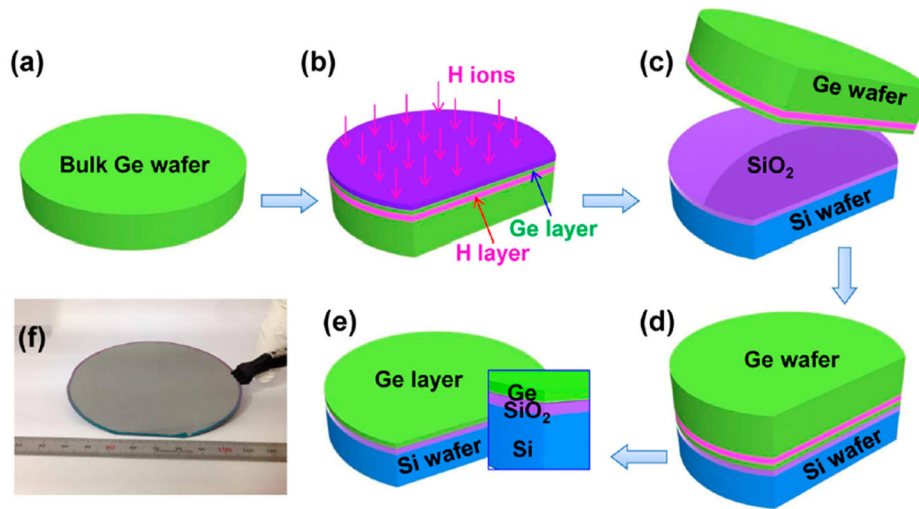 (a)
Bulk Ge wafer
(b)
H ions
Ge layer
H layer
(c)
Ge wafer
SiO₂
Si wafer
(d)
Ge wafer
Si wafer
(e)
Ge layer
Si wafer
Ge
SiO₂
Si
(f)